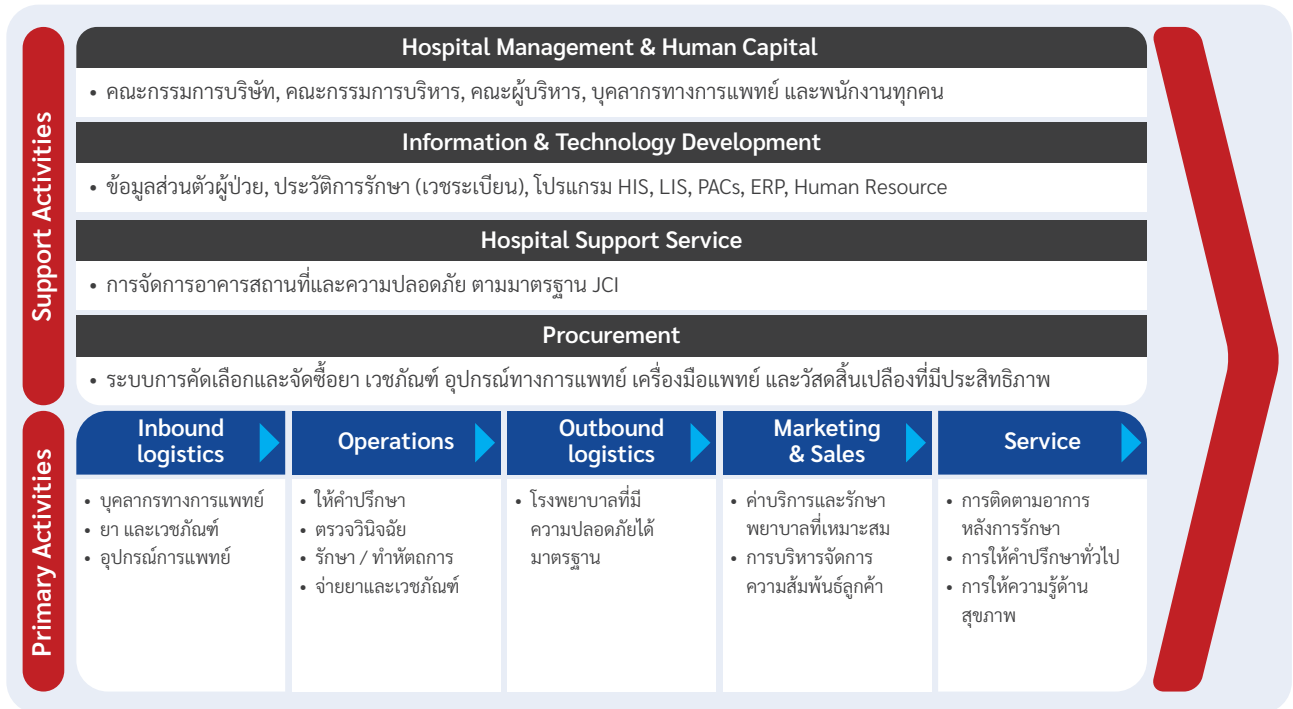 Support Activities
Hospital Management & Human Capital
• คณะกรรมการบริษัท, คณะกรรมการบริหาร, คณะผู้บริหาร, บุคลากรทางการแพทย์ และพนักงานทุกคน
Information & Technology Development
• ข้อมูลส่วนตัวผู้ป่วย, ประวัติการรักษา (เวชระเบียน), โปรแกรม HIS, LIS, PACs, ERP, Human Resource
Hospital Support Service
• การจัดการอาคารสถานที่และความปลอดภัย ตามมาตรฐาน JCI
Procurement
• ระบบการคัดเลือกและจัดซื้อยา เวชภัณฑ์ อุปกรณ์ทางการแพทย์ เครื่องมือแพทย์ และวัสดสิ้นเปลืองที่มีประสิทธิภาพ
Primary Activities
Inbound
logistics
• บุคลากรทางการแพทย์
• ยา และเวชภัณฑ์
• อุปกรณ์การแพทย์
Operations
• ให้คำปรึกษา
• ตรวจวินิจฉัย
• รักษา / ทำหัตถการ
• จ่ายยาและเวชภัณฑ์
Outbound
logistics
• โรงพยาบาลที่มี
ความปลอดภัยได้
มาตรฐาน
Marketing
& Sales
• ค่าบริการและรักษา
พยาบาลที่เหมาะสม
• การบริหารจัดการ
ความสัมพันธ์ลูกค้า
Service
• การติดตามอาการ
หลังการรักษา
• การให้คำปรึกษาทั่วไป
• การให้ความรู้ด้าน
สุขภาพ